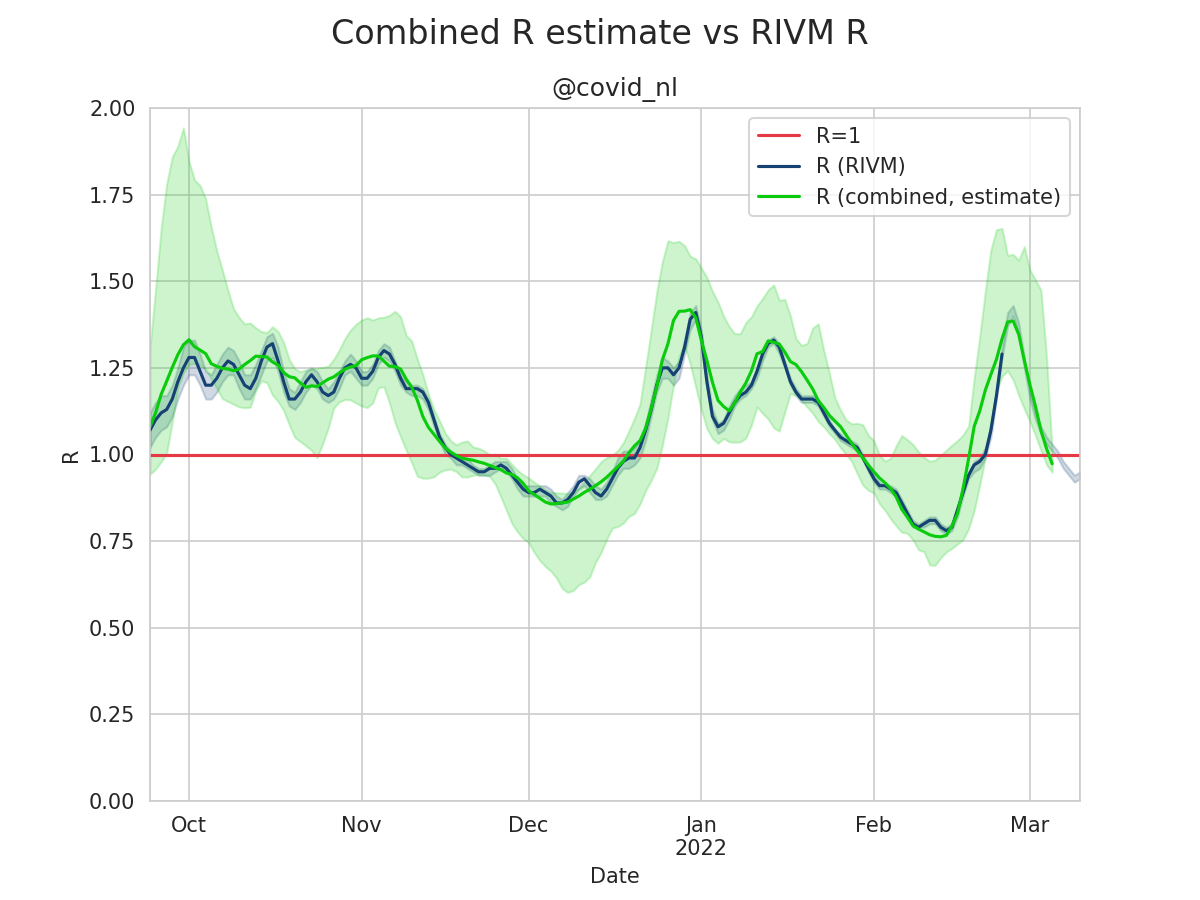 Combined R estimate vs RIVM R
@covid_nl
R=1
R (RIVM)
R (combined, estimate)
2.00
1.75
1.50
1.25
1.00
0.75
0.50
0.25
0.00
R
Oct
Nov
Dec
Jan
2022
Feb
Mar
Date